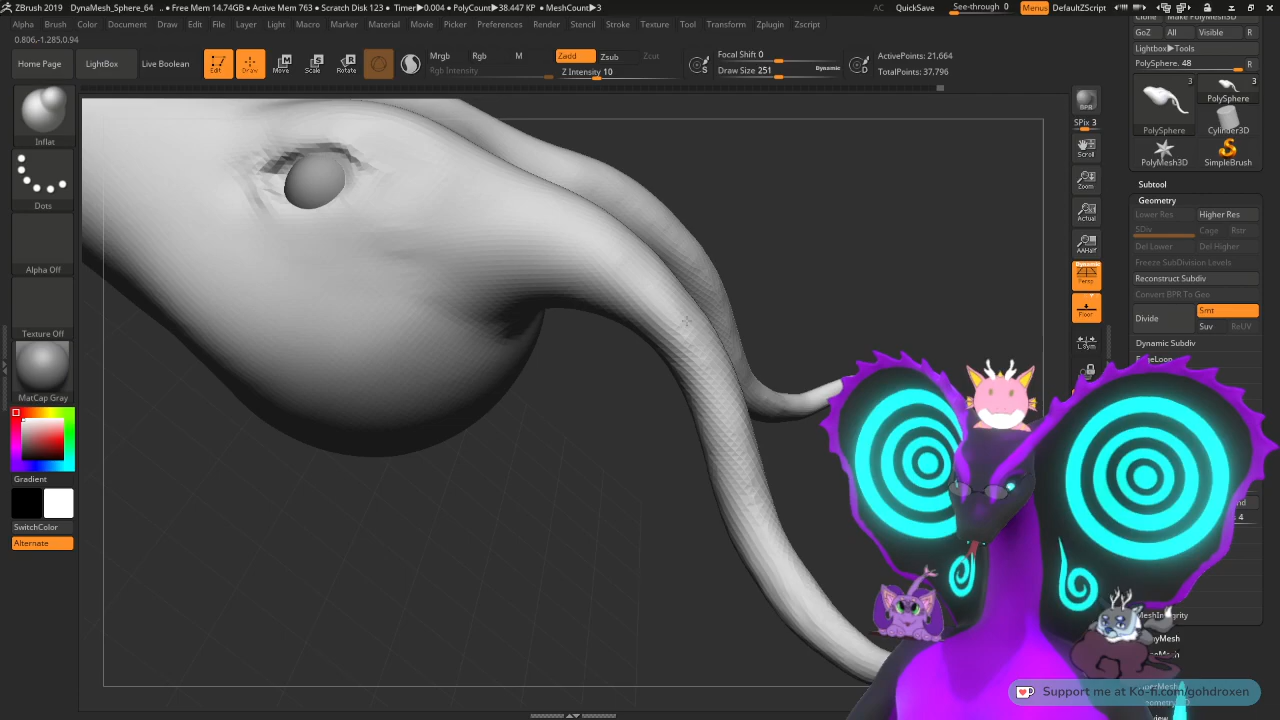 ZBrush 2019 DynaMesh_Sphere_64 .. ● Free Mem 14.74GB ● Active Mem 763 ● Scratch Disk 123 ● Timer▶0.004 ● PolyCount▶38.447 KP ● MeshCount▶3 AC QuickSave See-through 0 Menus DefaultZScript
Alpha Brush Color Document Draw Edit File Layer Light Macro Marker Material Movie Picker Preferences Render Stencil Stroke Texture Tool Transform Zplugin Zscript
0.806,-1.285,0.94
Home Page LightBox Live Boolean Edit Draw Move Scale Rotate
Mrgb Rgb M
Rgb Intensity
Zadd Zsub Zcut
Z Intensity 10
Focal Shift 0
Draw Size 251 Dynamic
S D
ActivePoints: 21,664
TotalPoints: 37,796
Inflat
Dots
Alpha Off
Texture Off
MatCap Gray
Gradient
SwitchColor
Alternate
BPR
SPix 3
Scroll
Zoom
Actual
AAHalf
Dynamic
Persp
Floor
L.Sym
Clone Make PolyMesh3D
GoZ All Visible R
Lightbox▶Tools
PolySphere. 48 R
3 3
PolySphere
PolySphere Cylinder3D
PolyMesh3D SimpleBrush
Subtool
Geometry
Lower Res Higher Res
SDiv Cage Rstr
Del Lower Del Higher
Freeze SubDivision Levels
Reconstruct Subdiv
Convert BPR To Geo
Divide Smt
Suv ReUV
Dynamic Subdiv
EdgeLoop
4
MeshIntegrity
Support me at Ko-fi.com/gohdroxen